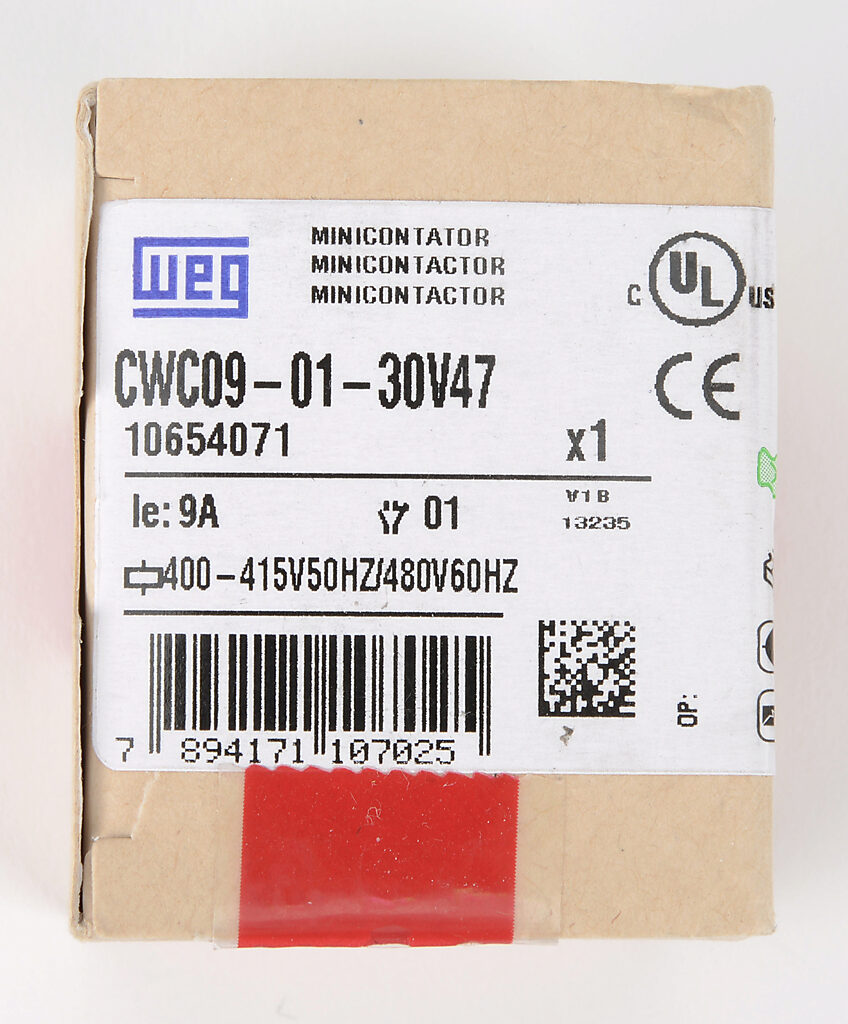 weg
MINICONTATOR
MINICONTACTOR
MINICONTACTOR
C UL US
CE
CWC09-01-30V47
10654071
x1
Ie: 9A
01
V1B
13235
400-415V50HZ/480V60HZ
OP:
7 894171 107025